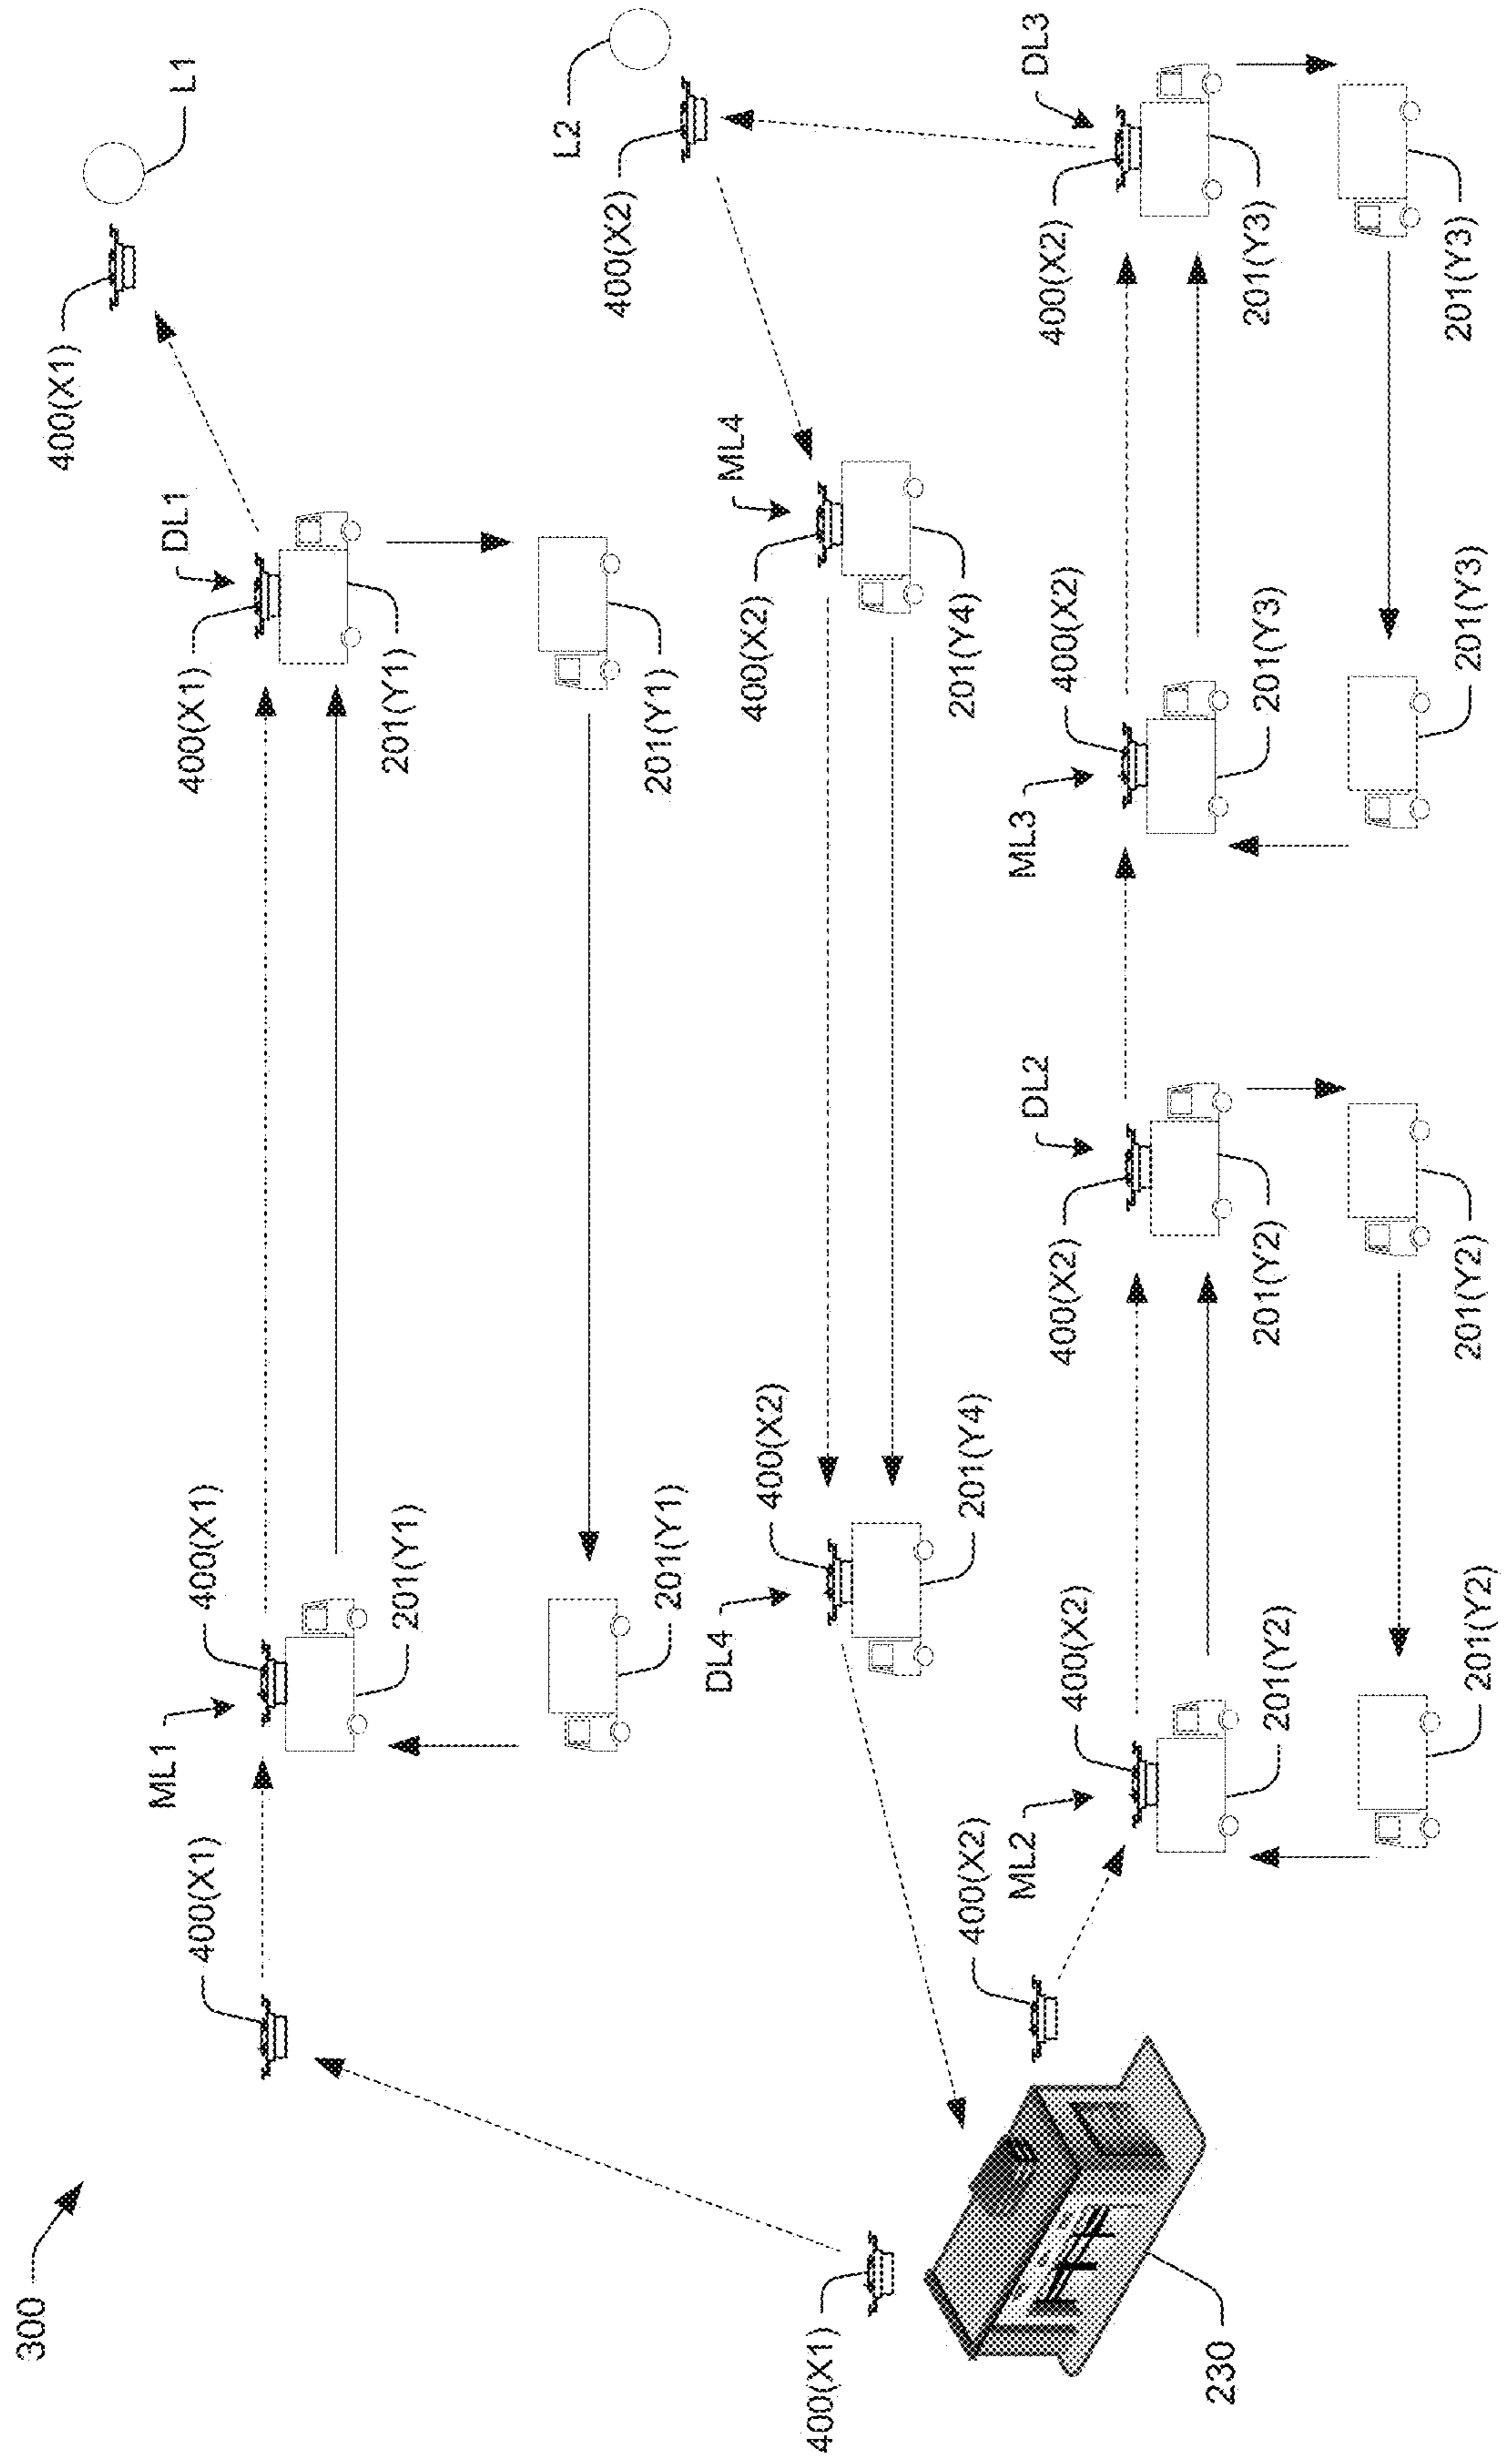 300
400(X1)
L1
ML1
DL1
400(X1)
400(X1)
400(X1)
201(Y1)
201(Y1)
L2
400(X2)
201(Y1)
201(Y1)
DL4
ML4
400(X2)
400(X2)
400(X1)
201(Y4)
201(Y4)
400(X2)
ML2
DL2
ML3
DL3
400(X2)
400(X2)
400(X2)
400(X2)
230
201(Y2)
201(Y2)
201(Y3)
201(Y3)
201(Y2)
201(Y2)
201(Y3)
201(Y3)